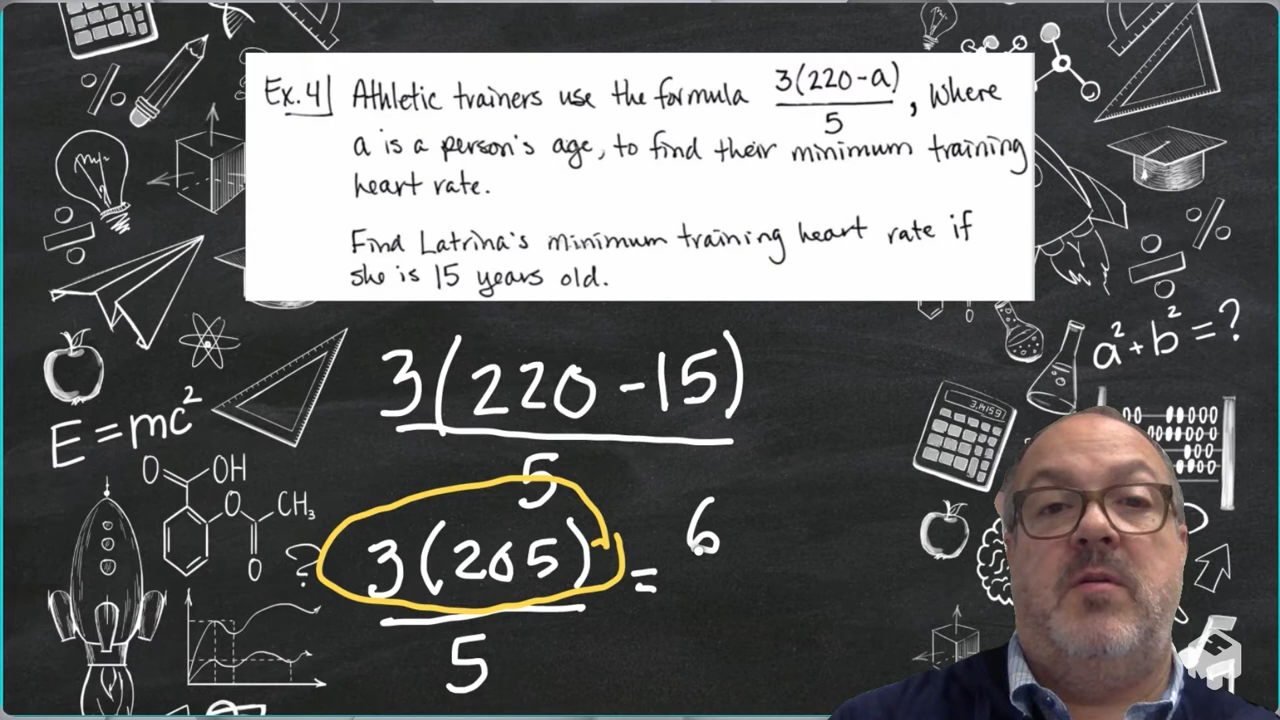 Ex. 4] Athletic trainers use the formula 3(220-a)/5, where
a is a person's age, to find their minimum training
heart rate.
Find Latrina's minimum training heart rate if
she is 15 years old.
3(220-15)
5
3(205) = 6
5
E=mc²
a²+b²=?
3,4159
O
OH
O
CH₃
O
?
%
%
%
%